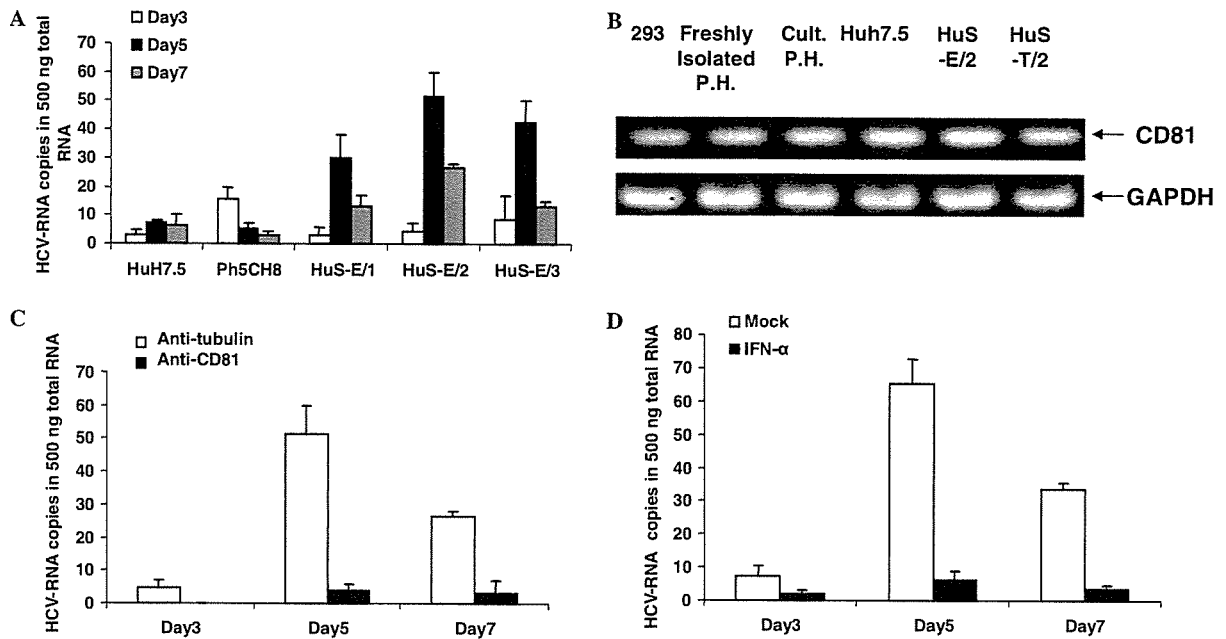 A
HCV-RNA copies in 500 ng total
RNA
Day3
Day5
Day7
70
60
50
40
30
20
10
0
HuH7.5 Ph5CH8 HuS-E/1 HuS-E/2 HuS-E/3
B
293 Freshly Isolated P.H. Cult. P.H. Huh7.5 HuS -E/2 HuS -T/2
CD81
GAPDH
C
HCV-RNA copies in 500 ng total RNA
Anti-tubulin
Anti-CD81
70
60
50
40
30
20
10
0
Day3 Day5 Day7
D
HCV-RNA copies in 500 ng total RNA
Mock
IFN-α
80
70
60
50
40
30
20
10
0
Day3 Day5 Day7